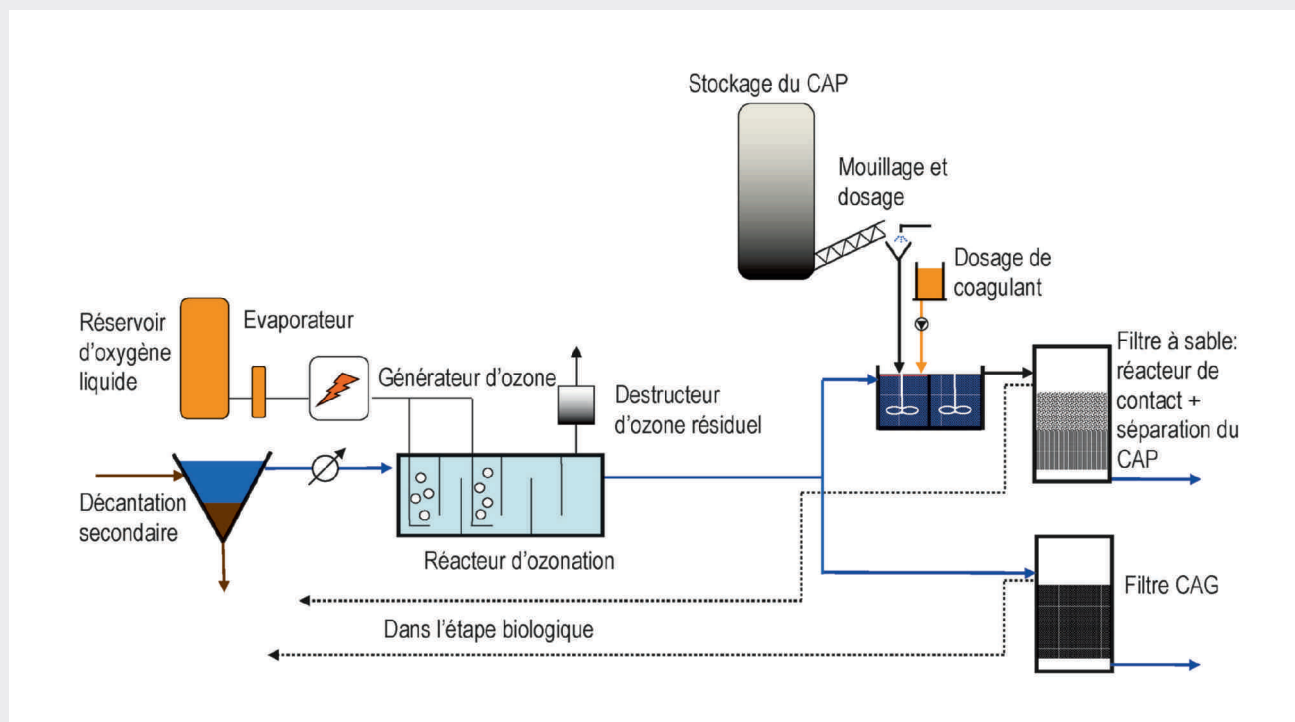 Stockage du CAP
Mouillage et
dosage
Dosage de
coagulant
Réservoir
d'oxygène
liquide
Evaporateur
Générateur d'ozone
Destructeur
d'ozone résiduel
Filtre à sable:
réacteur de
contact +
séparation du
CAP
Décantation
secondaire
Réacteur d'ozonation
Filtre CAG
Dans l'étape biologique